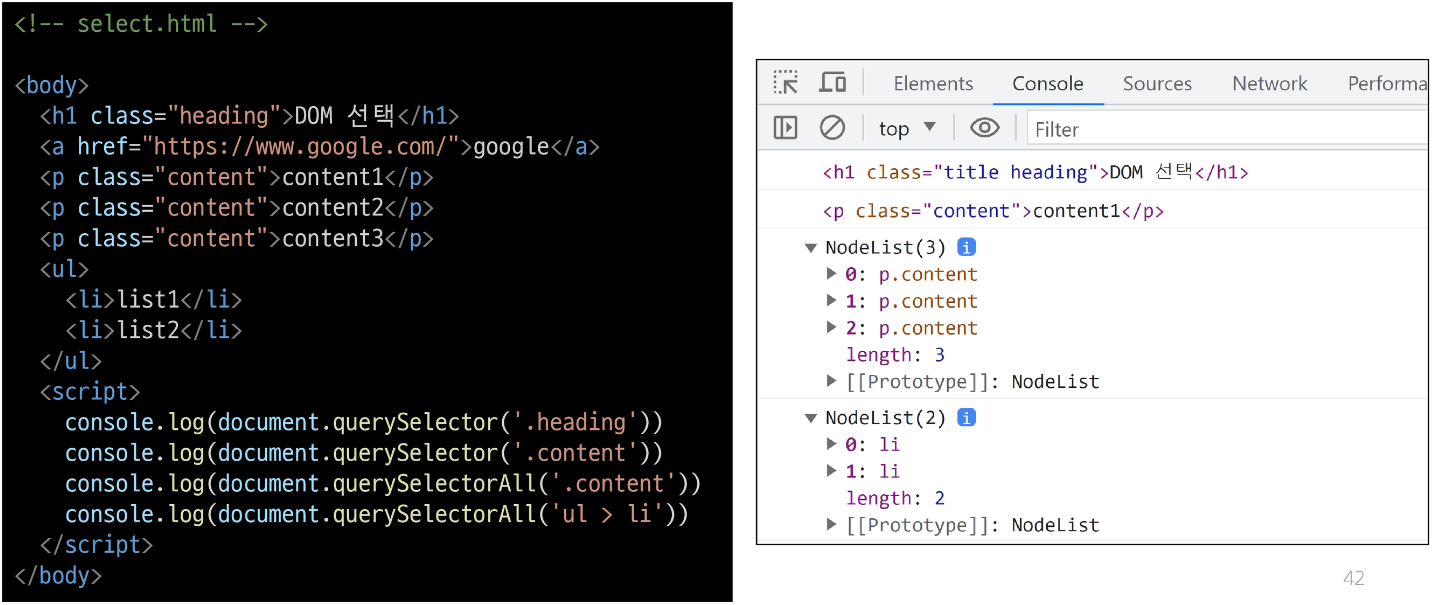 <!-- select.html -->
<body>
<h1 class="heading">DOM 선택</h1>
<a href="https://www.google.com/">google</a>
<p class="content">content1</p>
<p class="content">content2</p>
<p class="content">content3</p>
<ul>
<li>list1</li>
<li>list2</li>
</ul>
<script>
console.log(document.querySelector('.heading'))
console.log(document.querySelector('.content'))
console.log(document.querySelectorAll('.content'))
console.log(document.querySelectorAll('ul > li'))
</script>
</body>
Elements Console Sources Network Performa
top Filter
<h1 class="title heading">DOM 선택</h1>
<p class="content">content1</p>
NodeList(3) i
0: p.content
1: p.content
2: p.content
length: 3
[[Prototype]]: NodeList
NodeList(2) i
0: li
1: li
length: 2
[[Prototype]]: NodeList
42